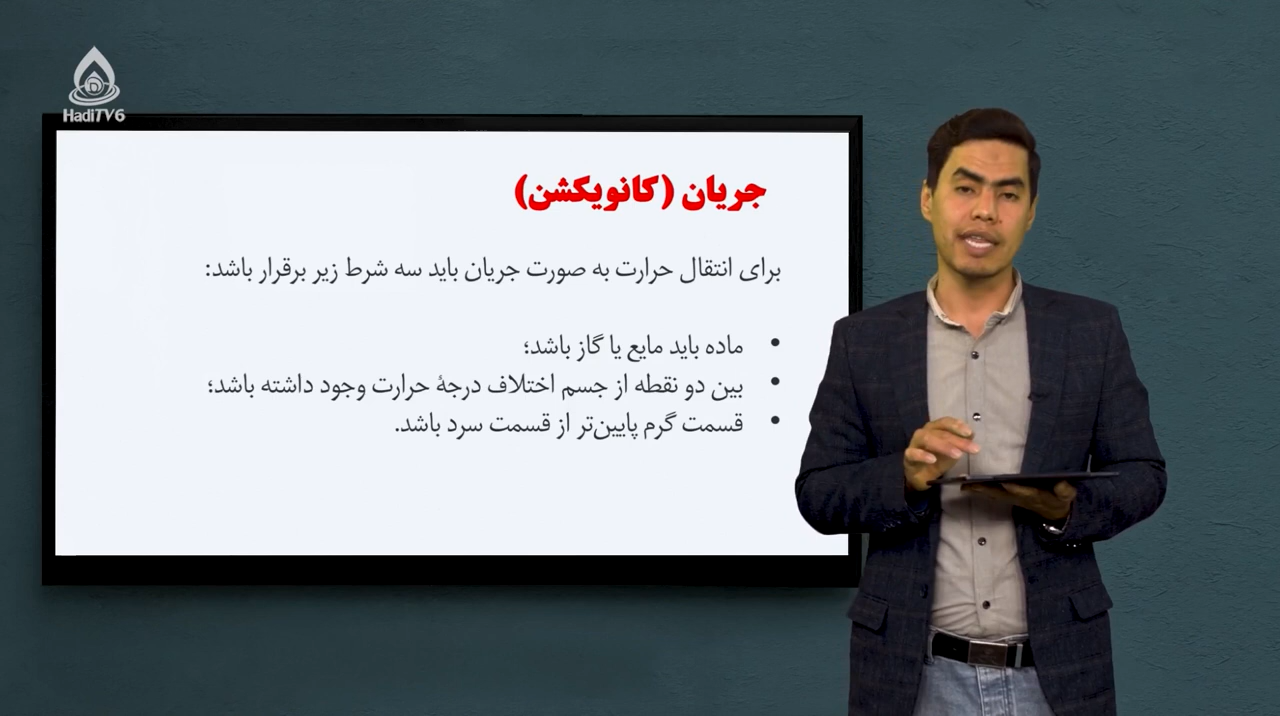 HadiTV6
جریان (کانویکشن)
برای انتقال حرارت به صورت جریان باید سه شرط زیر برقرار باشد:
• ماده باید مایع یا گاز باشد؛
• بین دو نقطه از جسم اختلاف درجهٔ حرارت وجود داشته باشد؛
• قسمت گرم پایین‌تر از قسمت سرد باشد.